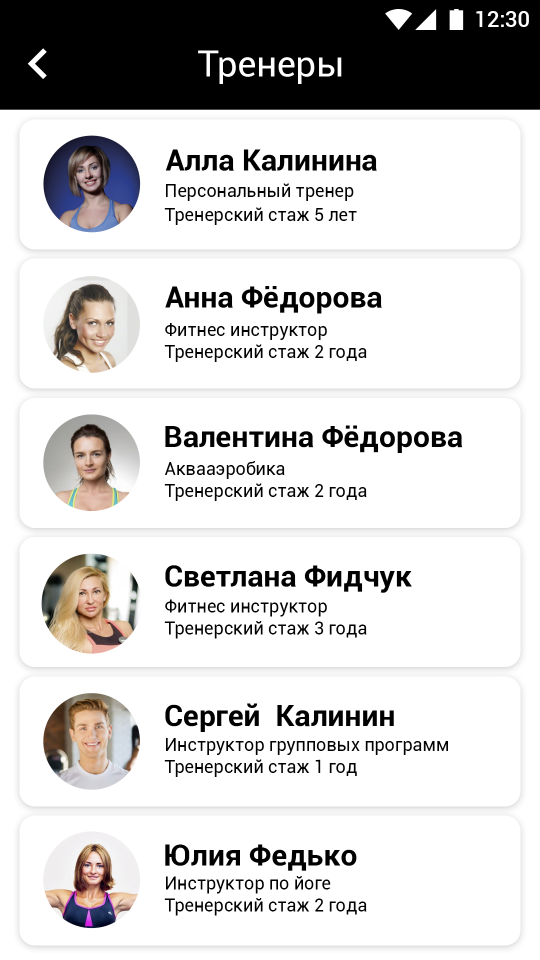 12:30
Тренеры
Алла Калинина
Персональный тренер
Тренерский стаж 5 лет
Анна Фёдорова
Фитнес инструктор
Тренерский стаж 2 года
Валентина Фёдорова
Аквааэробика
Тренерский стаж 2 года
Светлана Фидчук
Фитнес инструктор
Тренерский стаж 3 года
Сергей  Калинин
Инструктор групповых программ
Тренерский стаж 1 год
Юлия Федько
Инструктор по йоге
Тренерский стаж 2 года